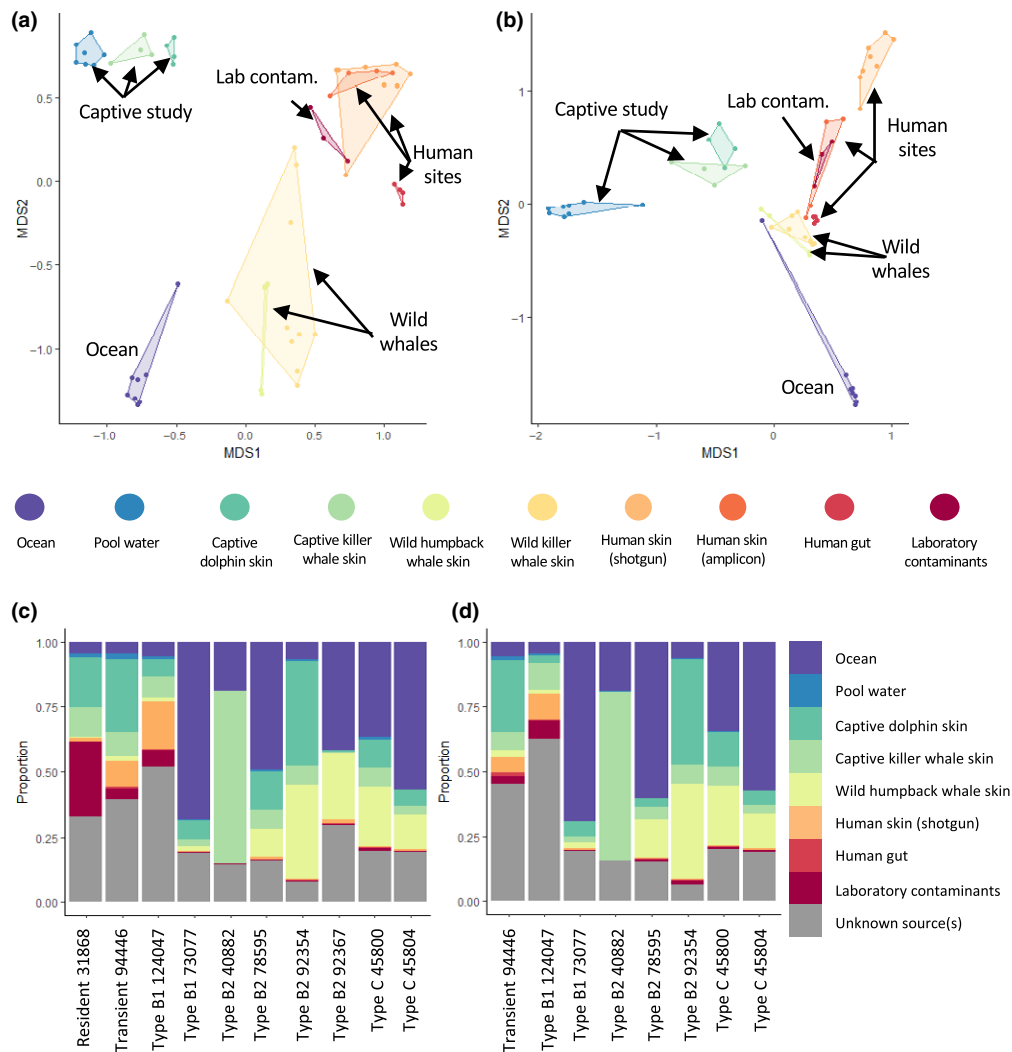 (a)
Lab contam.
Captive study
Human
sites
Wild
whales
Ocean
0.5
0.0
−0.5
−1.0
MDS2
−1.0
−0.5
0.0
0.5
1.0
MDS1
(b)
Captive study
Lab contam.
Human
sites
Wild
whales
Ocean
1
0
−1
MDS2
−2
−1
0
1
MDS1
Ocean
Pool water
Captive
dolphin skin
Captive killer
whale skin
Wild humpback
whale skin
Wild killer
whale skin
Human skin
(shotgun)
Human skin
(amplicon)
Human gut
Laboratory
contaminants
(c)
1.00
0.75
0.50
0.25
0.00
Proportion
Resident 31868
Transient 94446
Type B1 124047
Type B1 73077
Type B2 40882
Type B2 78595
Type B2 92354
Type B2 92367
Type C 45800
Type C 45804
(d)
1.00
0.75
0.50
0.25
0.00
Proportion
Transient 94446
Type B1 124047
Type B1 73077
Type B2 40882
Type B2 78595
Type B2 92354
Type C 45800
Type C 45804
Ocean
Pool water
Captive dolphin skin
Captive killer whale skin
Wild humpback whale skin
Human skin (shotgun)
Human gut
Laboratory contaminants
Unknown source(s)